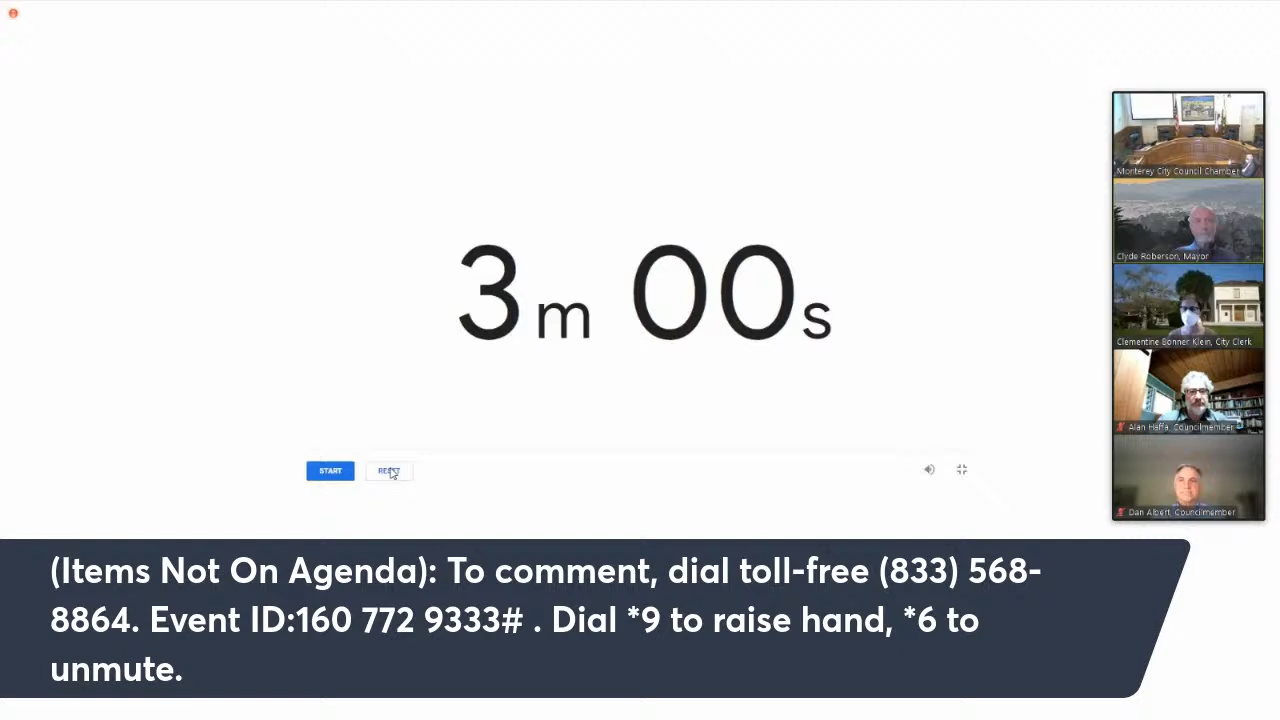 3m 00s
START
RESET
Monterey City Council Chamber
Clyde Roberson, Mayor
Clementine Bonner Klein, City Clerk
Alan Haffa, Councilmember
Dan Albert, Councilmember
(Items Not On Agenda): To comment, dial toll-free (833) 568-
8864. Event ID:160 772 9333# . Dial *9 to raise hand, *6 to
unmute.